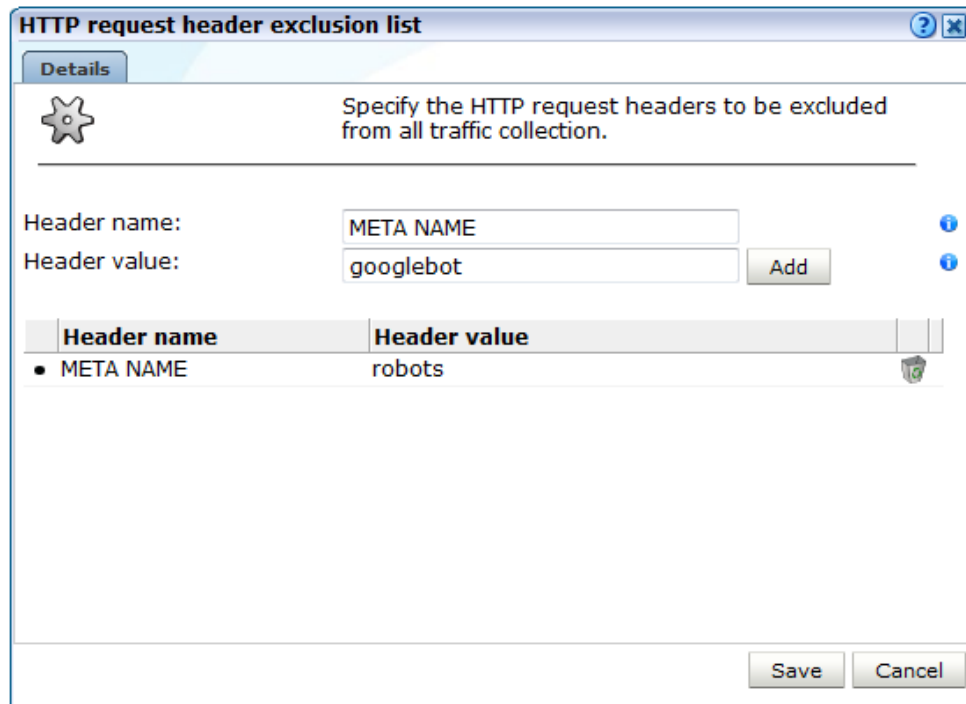 HTTP request header exclusion list
Details
Specify the HTTP request headers to be excluded
from all traffic collection.
Header name: META NAME
Header value: googlebot Add
Header name Header value
META NAME robots
Save Cancel